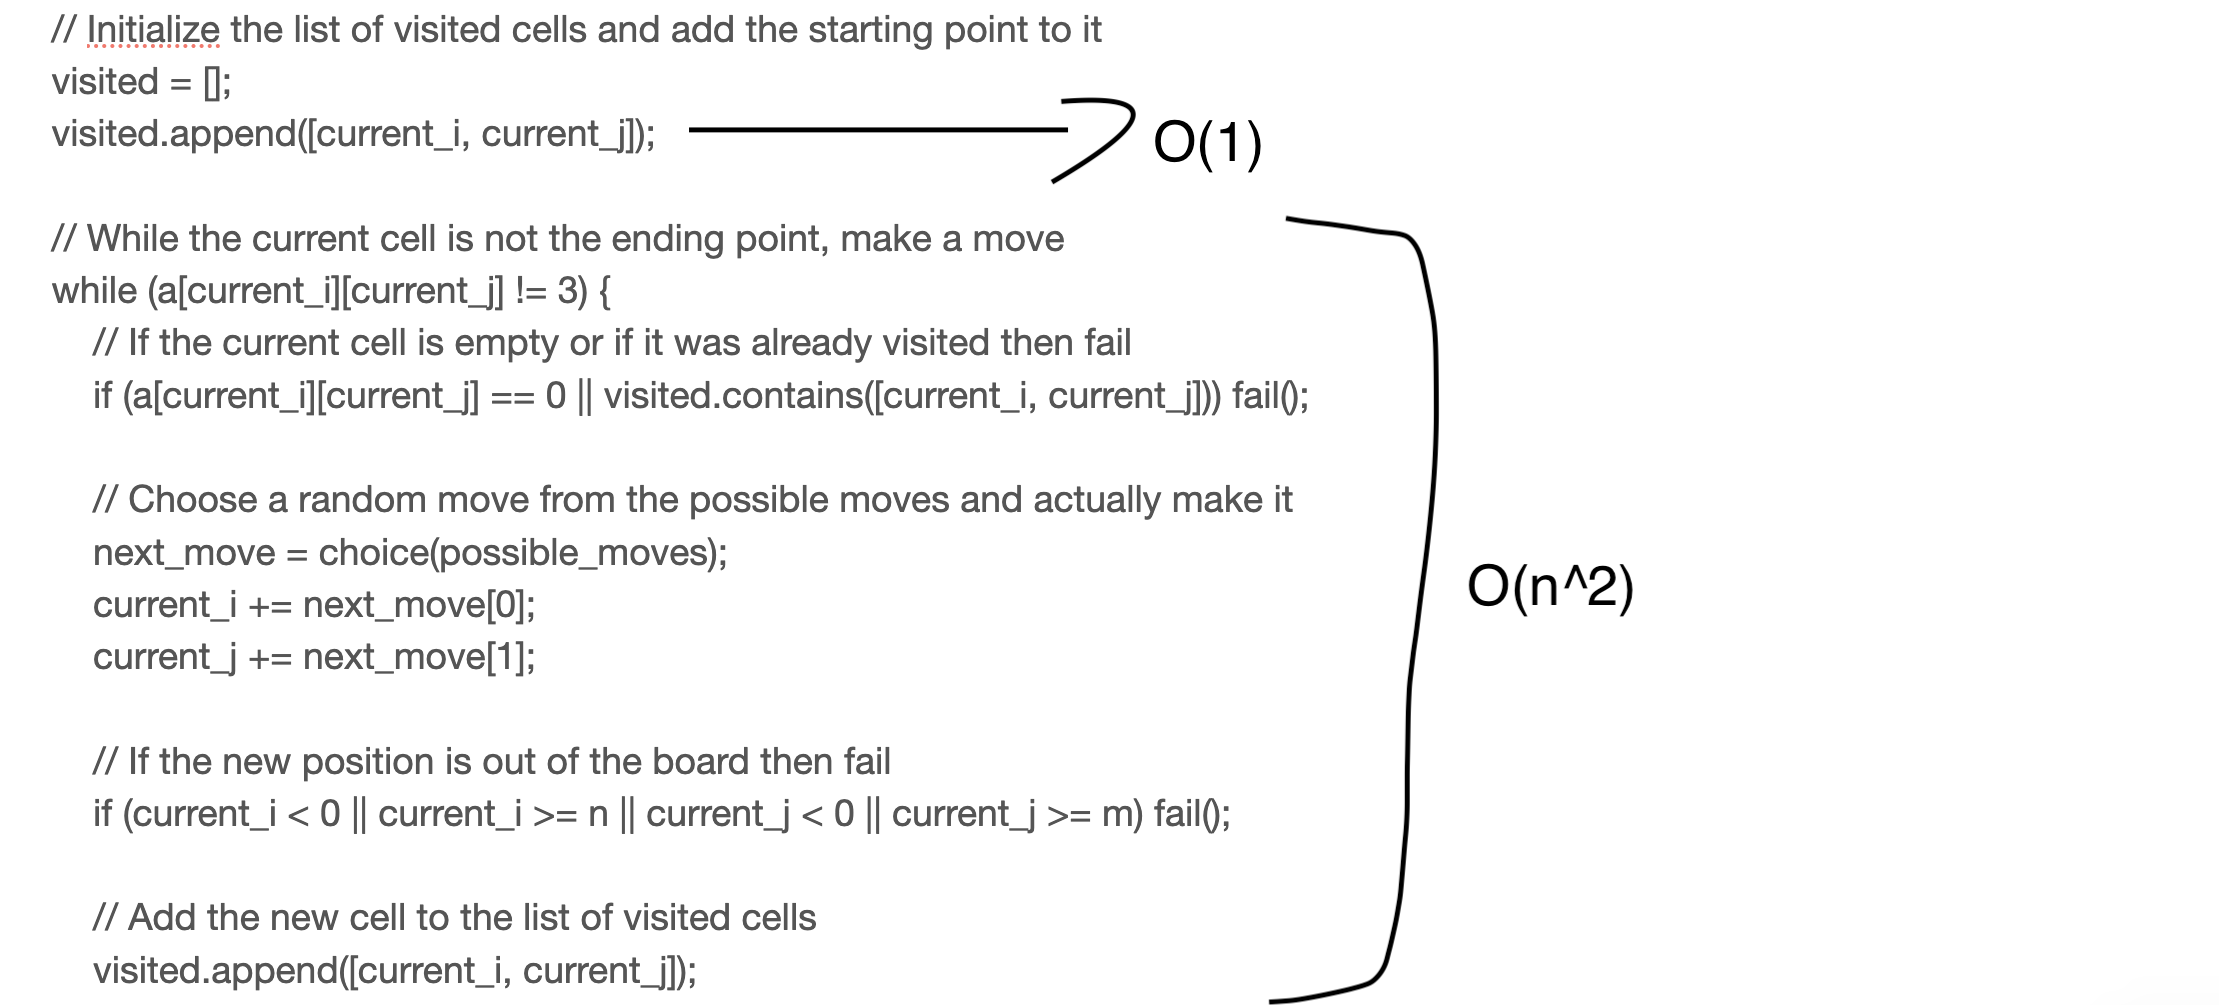 // Initialize the list of visited cells and add the starting point to it
visited = [];
visited.append([current_i, current_j]);
O(1)
// While the current cell is not the ending point, make a move
while (a[current_i][current_j] != 3) {
// If the current cell is empty or if it was already visited then fail
if (a[current_i][current_j] == 0 || visited.contains([current_i, current_j])) fail();
// Choose a random move from the possible moves and actually make it
next_move = choice(possible_moves);
O(n^2)
current_i += next_move[0];
current_j += next_move[1];
// If the new position is out of the board then fail
if (current_i < 0 || current_i >= n || current_j < 0 || current_j >= m) fail();
// Add the new cell to the list of visited cells
visited.append([current_i, current_j]);